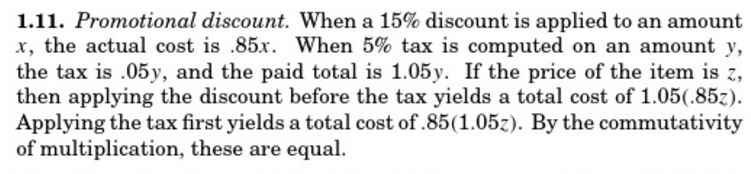 1.11. Promotional discount. When a 15% discount is applied to an amount
x, the actual cost is .85x. When 5% tax is computed on an amount y,
the tax is .05y, and the paid total is 1.05y. If the price of the item is z,
then applying the discount before the tax yields a total cost of 1.05(.85z).
Applying the tax first yields a total cost of .85(1.05z). By the commutativity
of multiplication, these are equal.